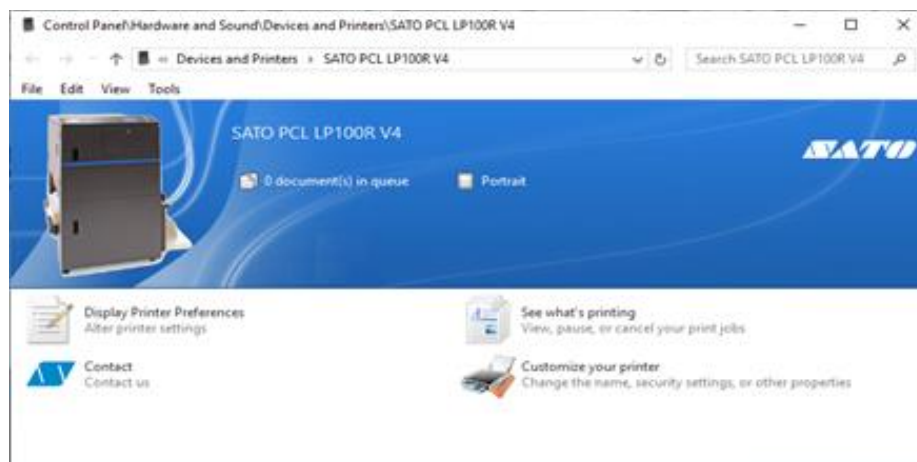 Control Panel\Hardware and Sound\Devices and Printers\SATO PCL LP100R V4
« Devices and Printers › SATO PCL LP100R V4
Search SATO PCL LP100R V4
File Edit View Tools
SATO PCL LP100R V4
SATO
0 document(s) in queue
Portrait
Display Printer Preferences
Alter printer settings
See what's printing
View, pause, or cancel your print jobs
Contact
Contact us
Customize your printer
Change the name, security settings, or other properties